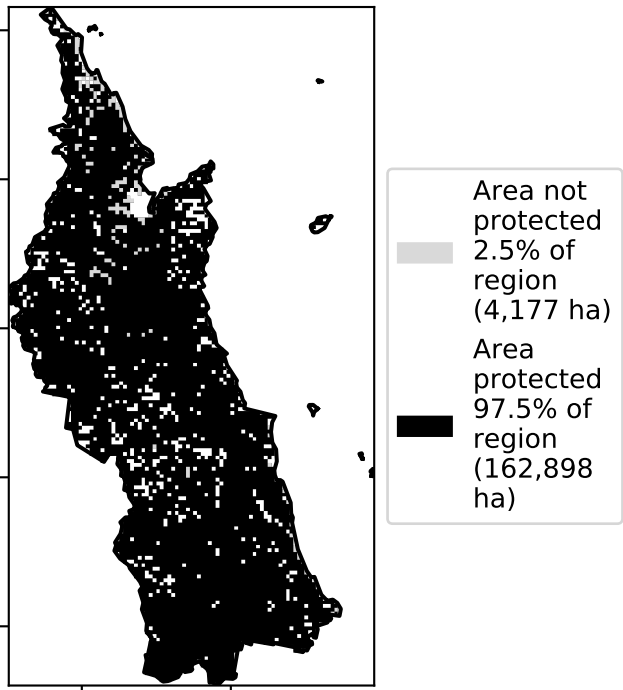 Area not
protected
2.5% of
region
(4,177 ha)
Area
protected
97.5% of
region
(162,898
ha)